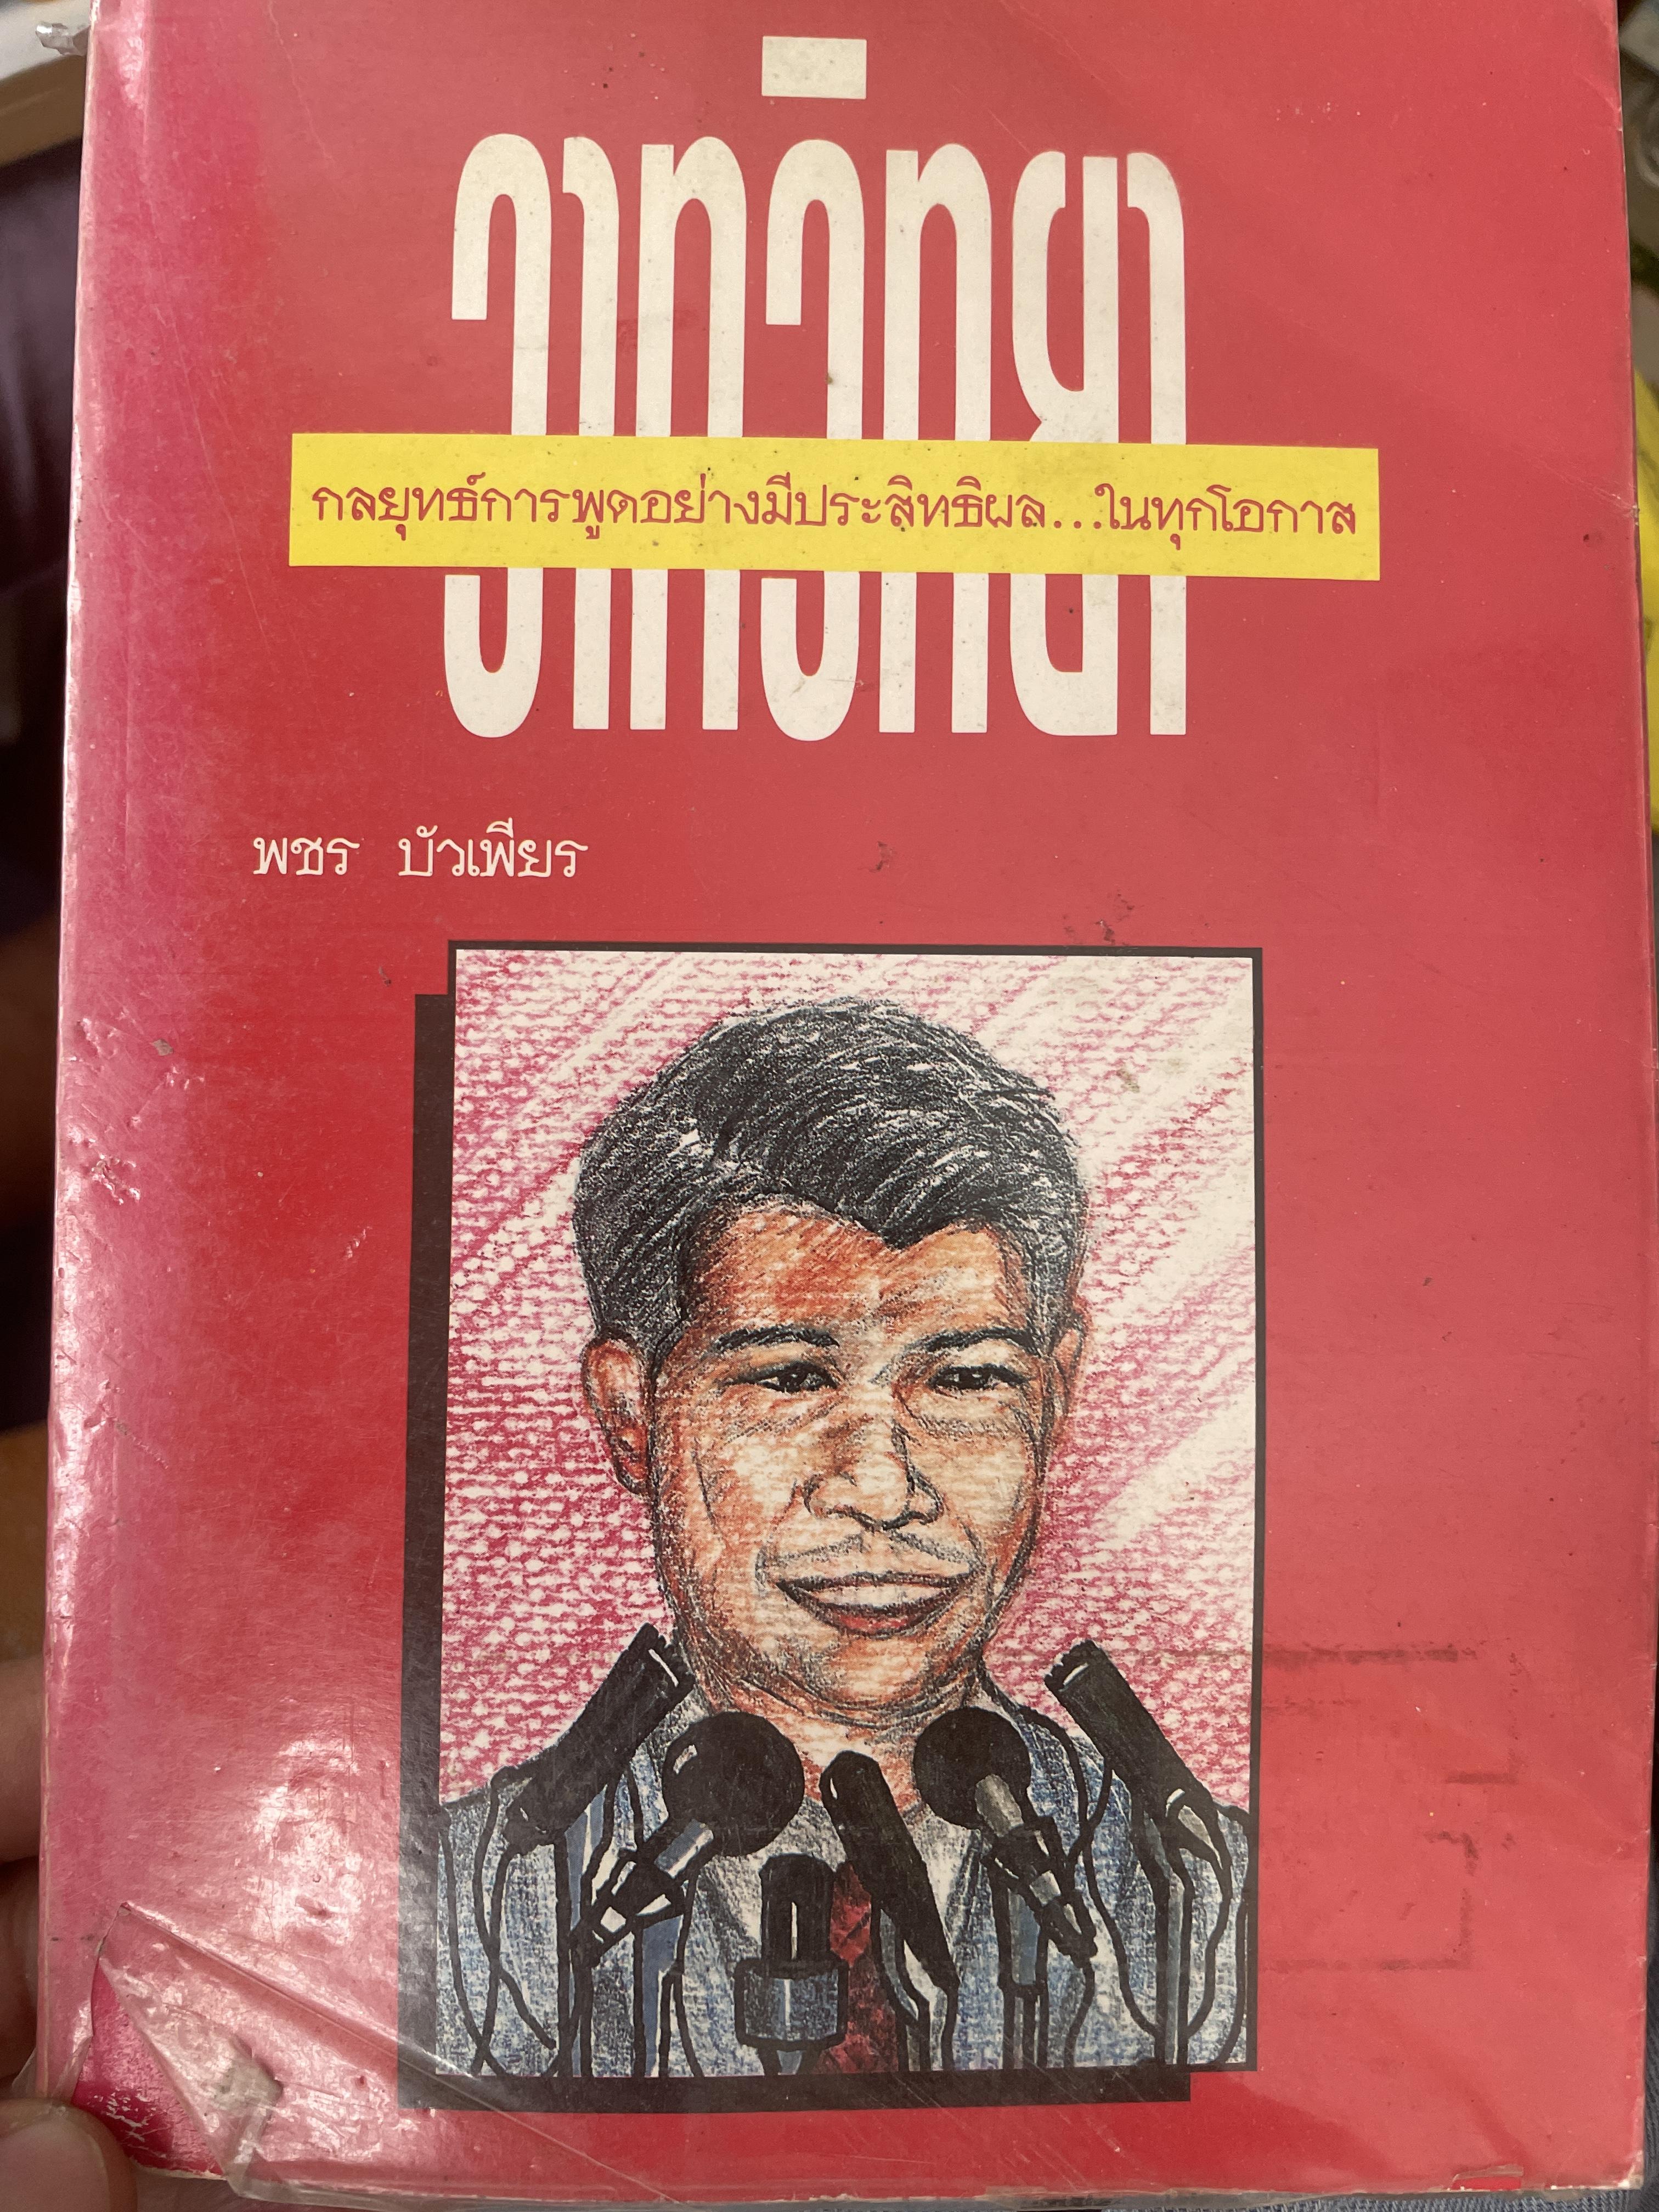 วาทวิทยา
กลยุทธ์การพูดอย่างมีประสิทธิผล...ในทุกโอกาส
พชร บัวเพียร